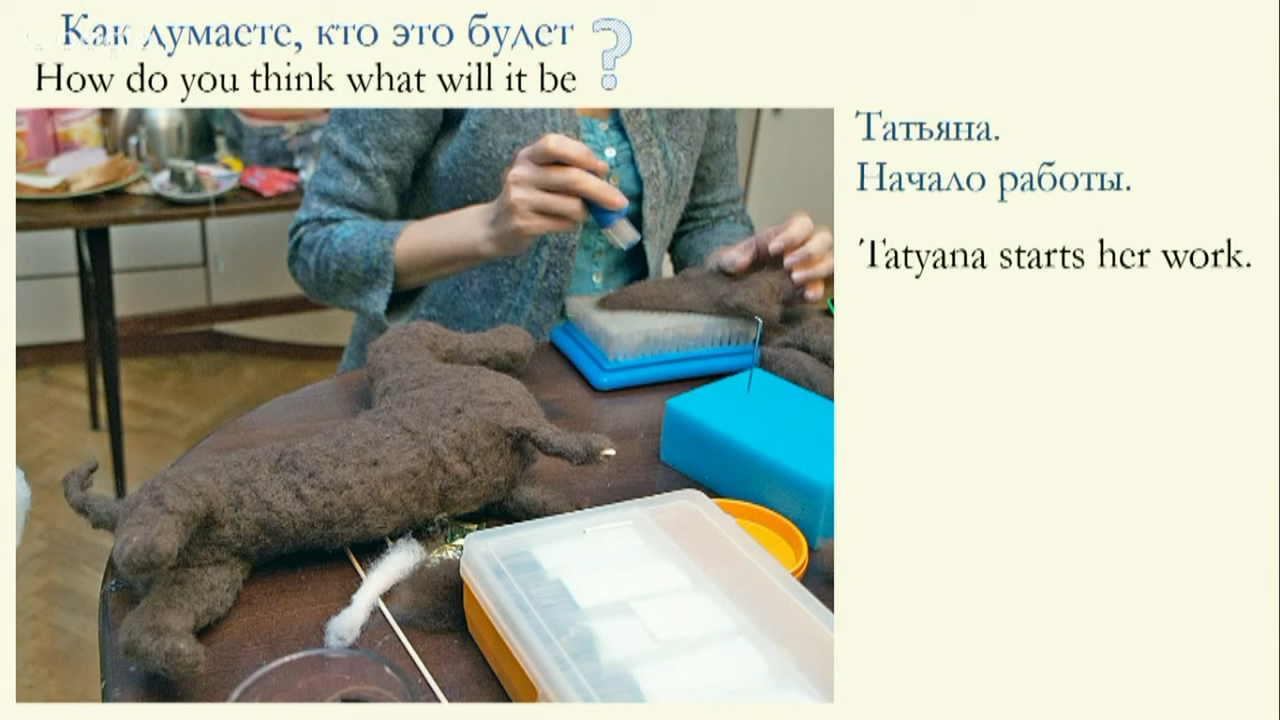 Как думаете, кто это будет ?
How do you think what will it be
Татьяна.
Начало работы.
Tatyana starts her work.